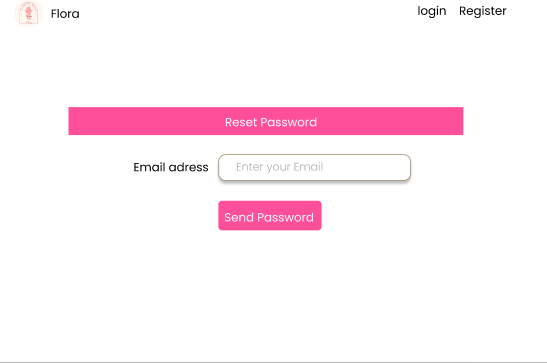 Flora
login Register
Reset Password
Email adress Enter your Email
Send Password